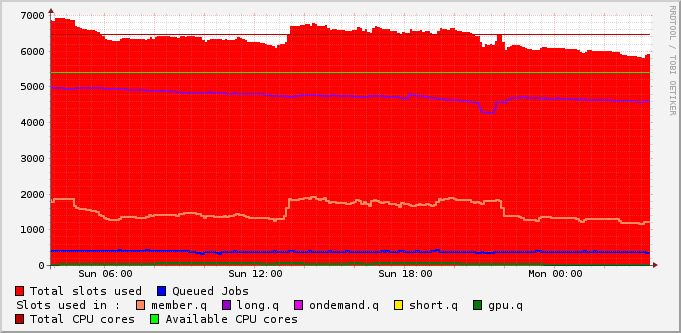 7000
6000
5000
4000
3000
2000
1000
0
Sun 06:00 Sun 12:00 Sun 18:00 Mon 00:00
RRDTOOL / TOBI OETIKER
Total slots used Queued Jobs
Slots used in : member.q long.q ondemand.q short.q gpu.q
Total CPU cores Available CPU cores